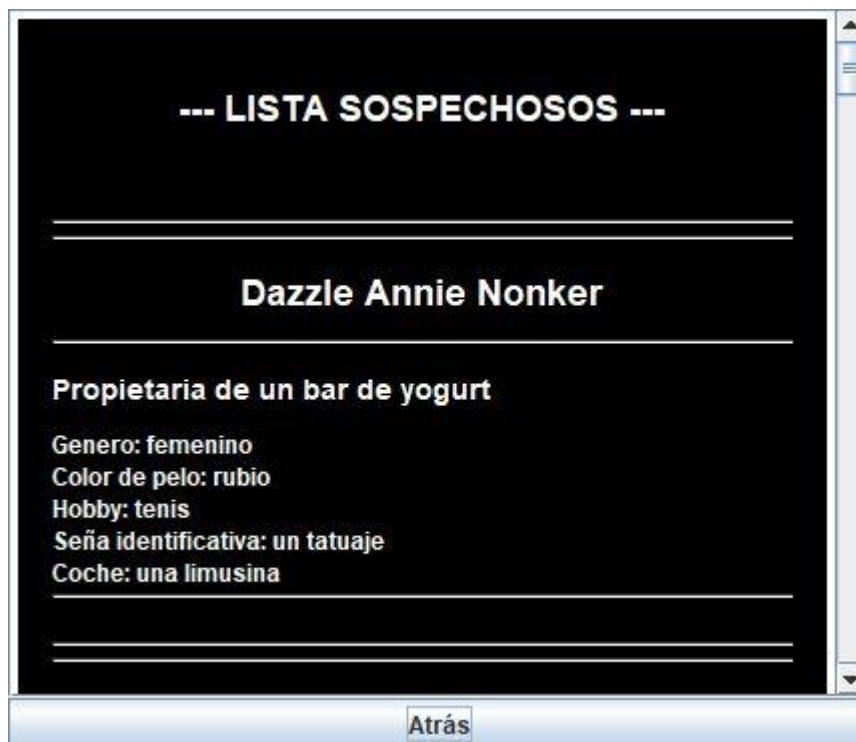 --- LISTA SOSPECHOSOS ---
Dazzle Annie Nonker
Propietaria de un bar de yogurt
Genero: femenino
Color de pelo: rubio
Hobby: tenis
Seña identificativa: un tatuaje
Coche: una limusina
Atrás